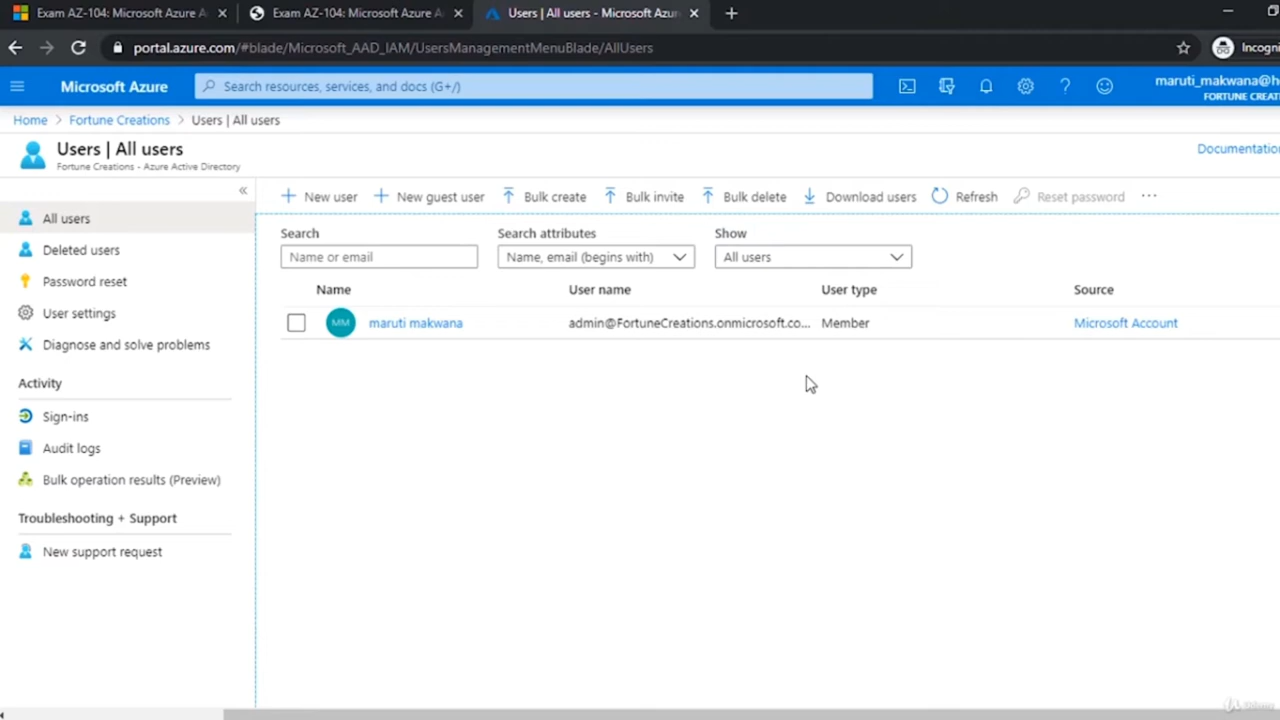 Exam AZ-104: Microsoft Azure A
Exam AZ-104: Microsoft Azure A
Users | All users - Microsoft Azur
portal.azure.com/#blade/Microsoft_AAD_IAM/UsersManagementMenuBlade/AllUsers
Incogni
Microsoft Azure
Search resources, services, and docs (G+/)
maruti_makwana@h
FORTUNE CREAT
Home > Fortune Creations > Users | All users
Users | All users
Fortune Creations - Azure Active Directory
Documentation
«
New user
New guest user
Bulk create
Bulk invite
Bulk delete
Download users
Refresh
Reset password
...
All users
Deleted users
Password reset
User settings
Diagnose and solve problems
Activity
Sign-ins
Audit logs
Bulk operation results (Preview)
Troubleshooting + Support
New support request
Search
Search attributes
Show
Name or email
Name, email (begins with)
All users
Name
User name
User type
Source
MM
maruti makwana
admin@FortuneCreations.onmicrosoft.co...
Member
Microsoft Account